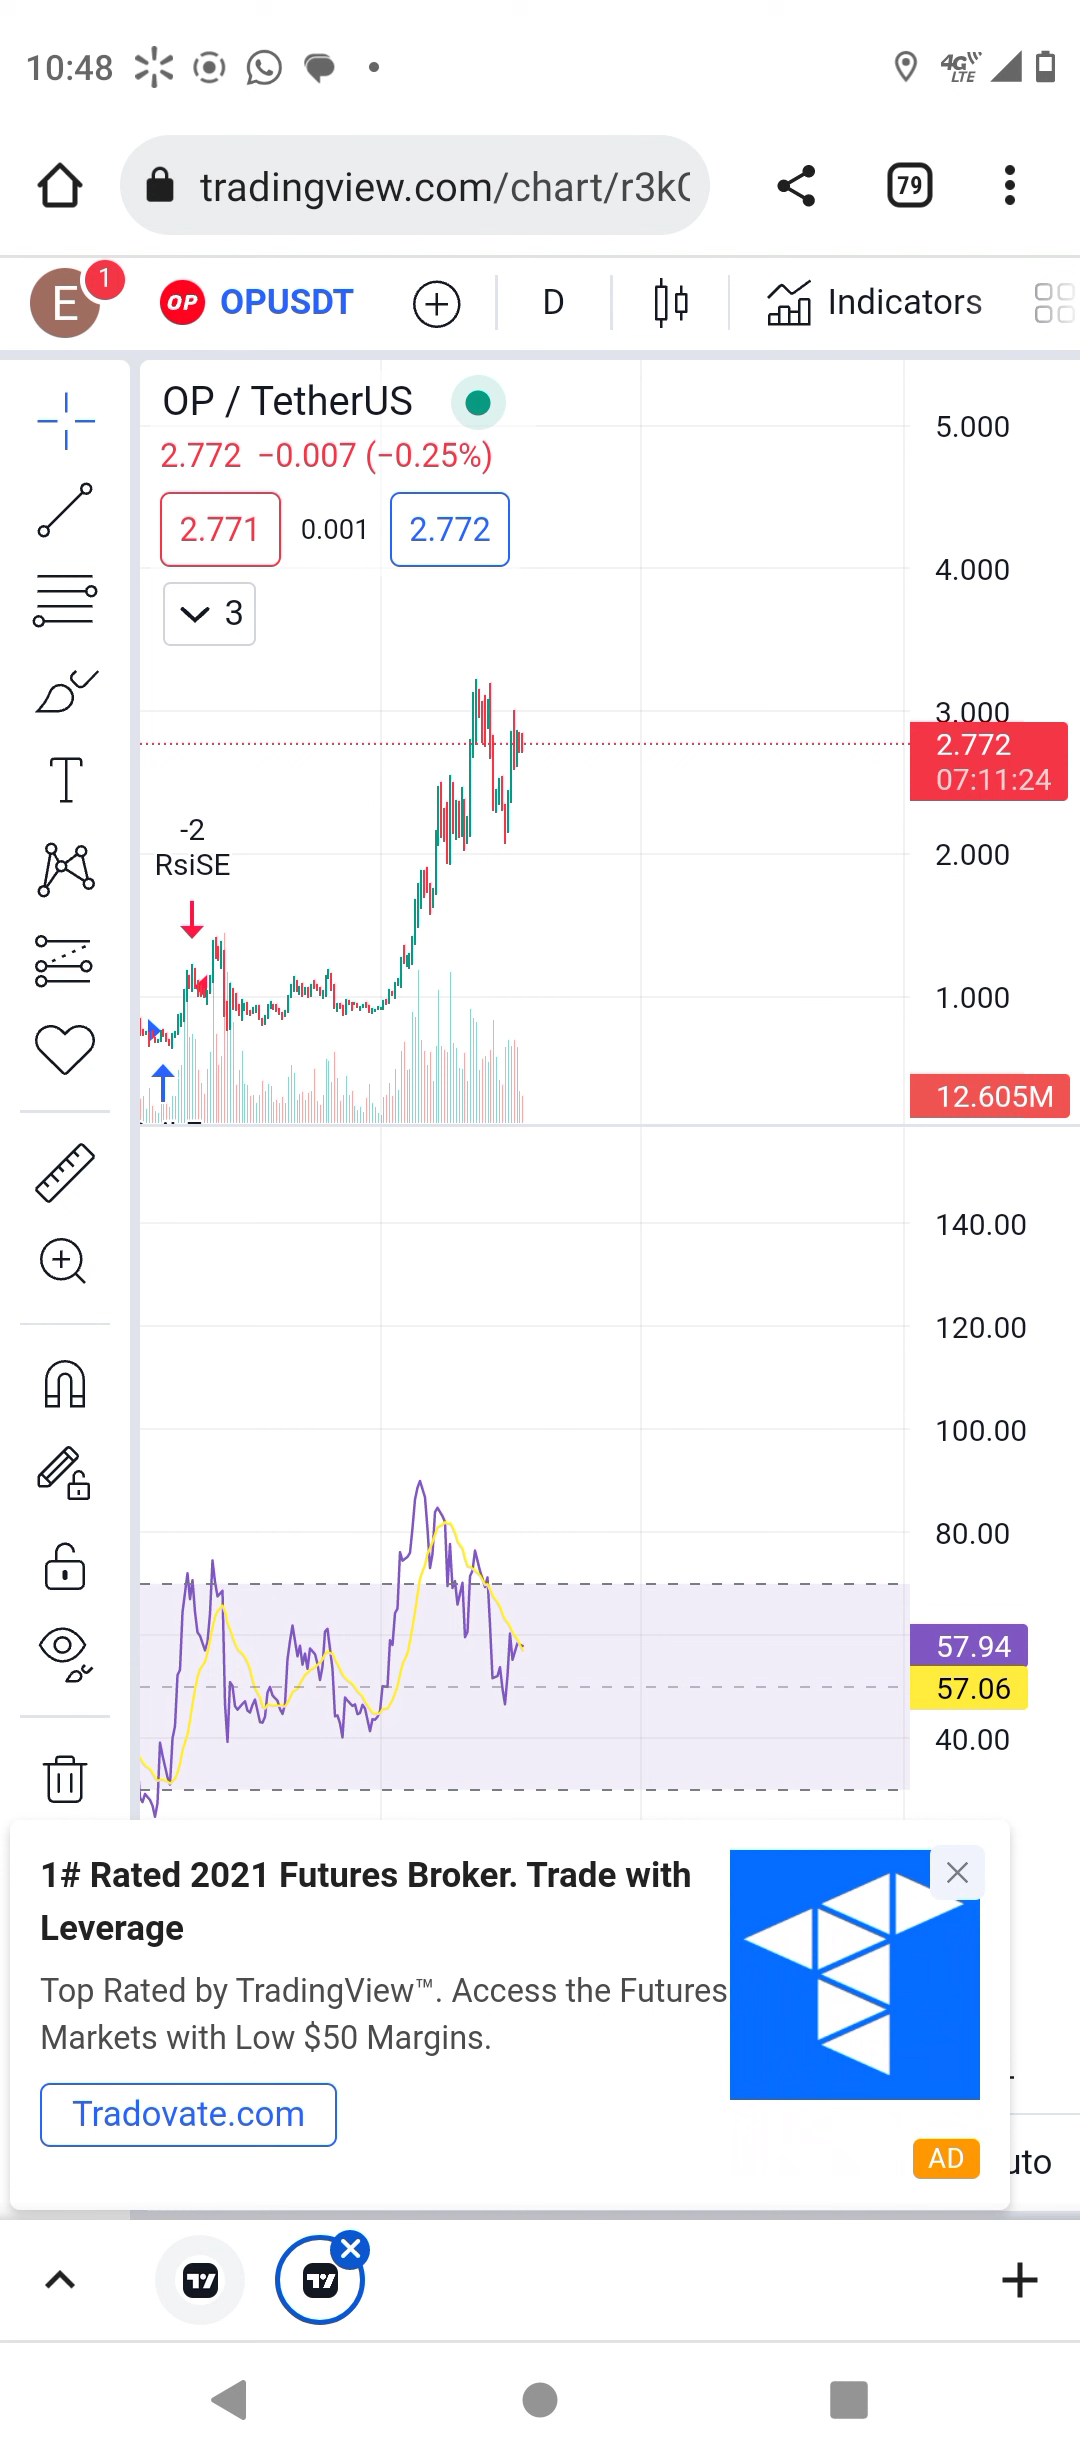 10:48
4G
LTE
tradingview.com/chart/r3k
79
E
1
OP
OPUSDT
D
Indicators
OP / TetherUS
2.772 −0.007 (−0.25%)
2.771
0.001
2.772
3
5.000
4.000
3.000
2.772
07:11:24
2.000
1.000
12.605M
-2
RsiSE
140.00
120.00
100.00
80.00
57.94
57.06
40.00
1# Rated 2021 Futures Broker. Trade with
Leverage
Top Rated by TradingView™. Access the Futures
Markets with Low $50 Margins.
Tradovate.com
AD
uto